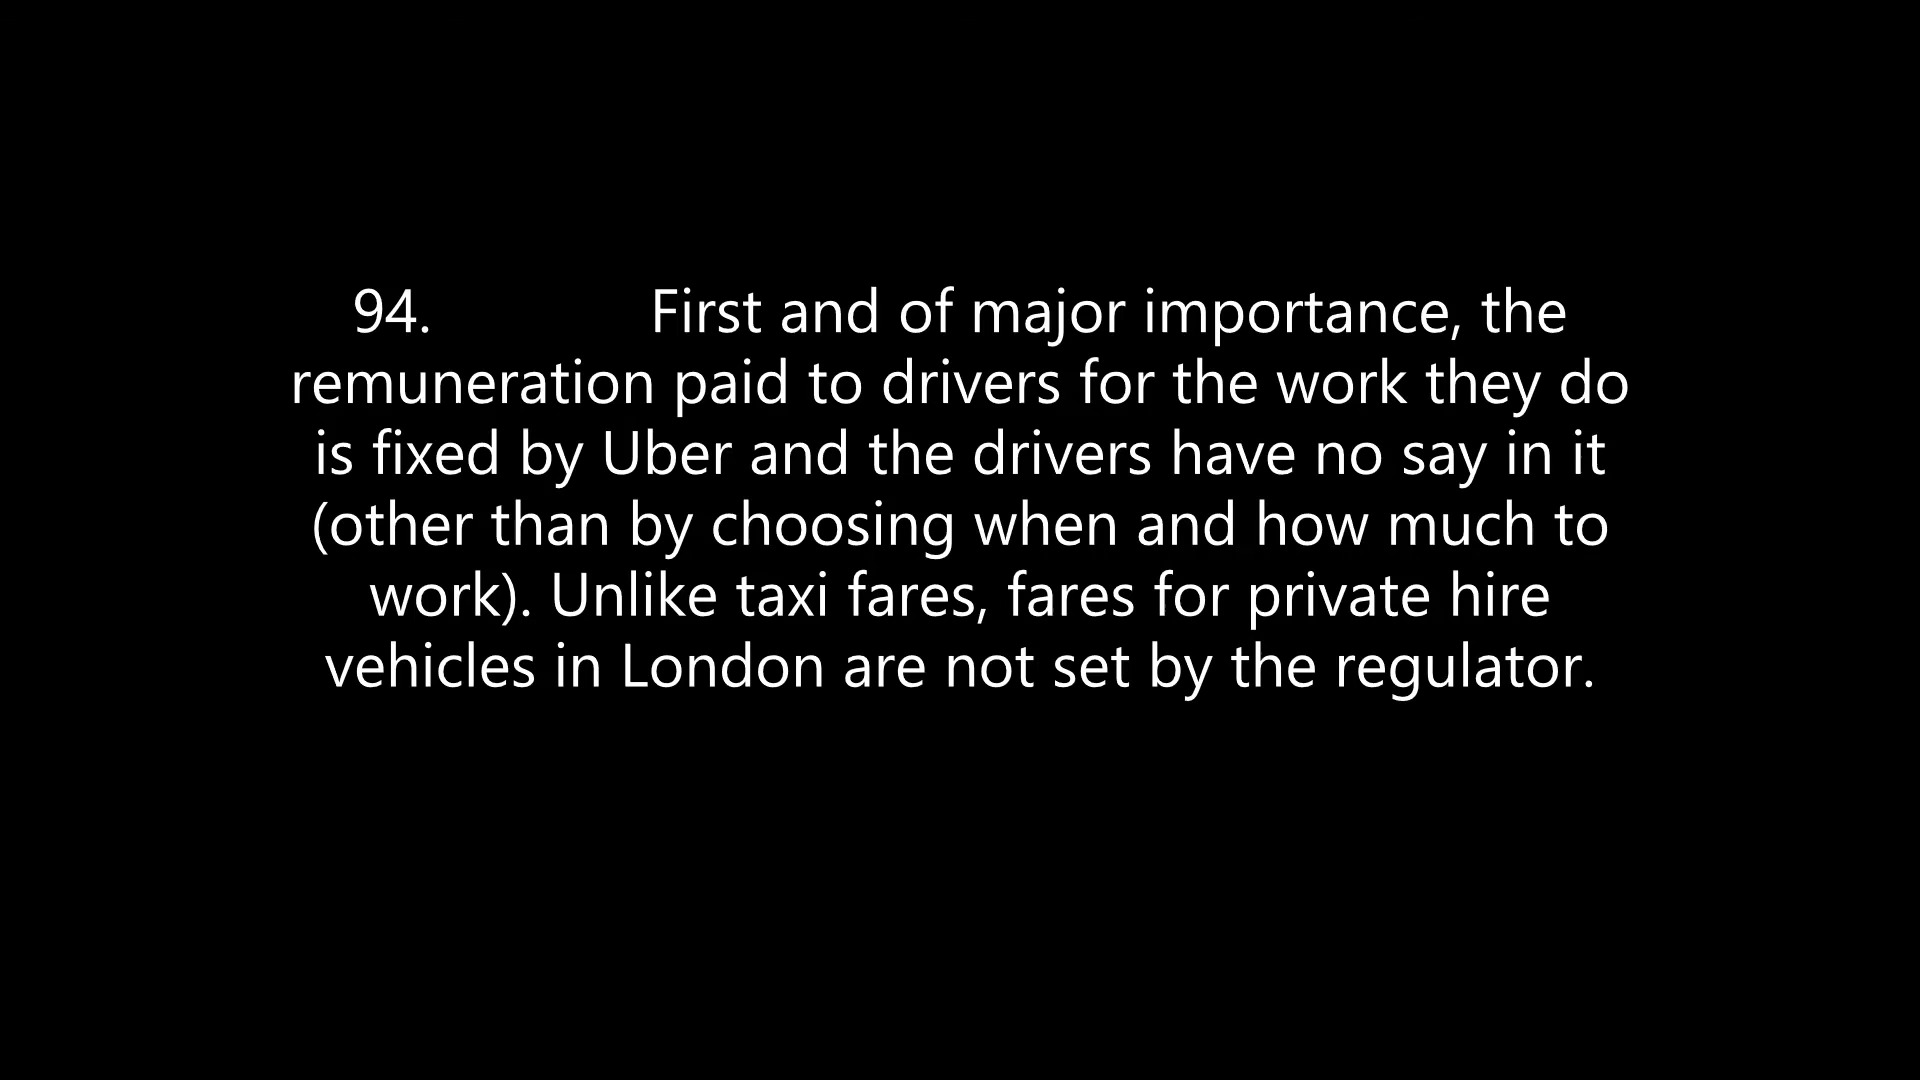 94. First and of major importance, the
remuneration paid to drivers for the work they do
is fixed by Uber and the drivers have no say in it
(other than by choosing when and how much to
work). Unlike taxi fares, fares for private hire
vehicles in London are not set by the regulator.